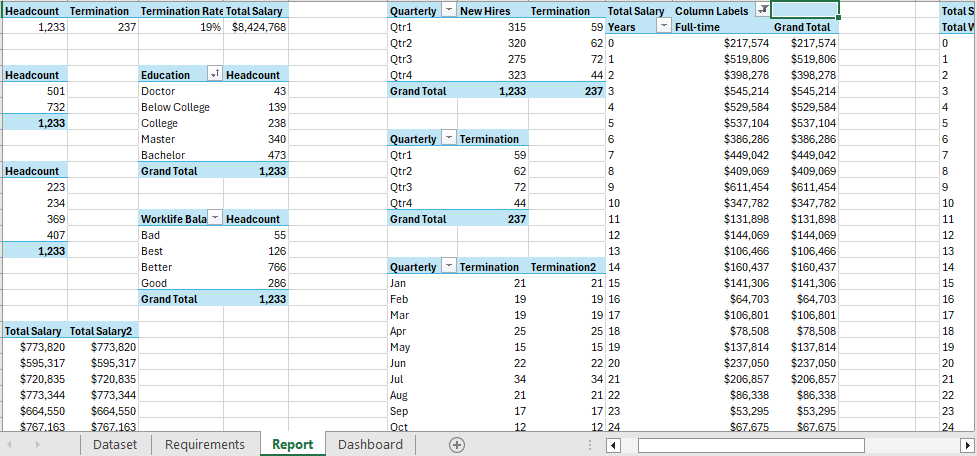 Headcount Termination Termination Rate Total Salary Quarterly New Hires Termination Total Salary Column Labels Total S
1,233 237 19% $8,424,768 Qtr1 315 59 Years Full-time Grand Total Total W
Qtr2 320 62 0 $217,574 $217,574 0
Qtr3 275 72 1 $519,806 $519,806 1
Headcount Education Headcount Qtr4 323 44 2 $398,278 $398,278 2
501 Doctor 43 Grand Total 1,233 237 3 $545,214 $545,214 3
732 Below College 139 4 $529,584 $529,584 4
1,233 College 238 5 $537,104 $537,104 5
Master 340 Quarterly Termination 6 $386,286 $386,286 6
Bachelor 473 Qtr1 59 7 $449,042 $449,042 7
Headcount Grand Total 1,233 Qtr2 62 8 $409,069 $409,069 8
223 Qtr3 72 9 $611,454 $611,454 9
234 Qtr4 44 10 $347,782 $347,782 10
369 Worklife Bala Headcount Grand Total 237 11 $131,898 $131,898 11
407 Bad 55 12 $144,069 $144,069 12
1,233 Best 126 13 $106,466 $106,466 13
Better 766 Quarterly Termination Termination2 14 $160,437 $160,437 14
Good 286 Jan 21 21 15 $141,306 $141,306 15
Grand Total 1,233 Feb 19 19 16 $64,703 $64,703 16
Mar 19 19 17 $106,801 $106,801 17
Total Salary Total Salary2 Apr 25 25 18 $78,508 $78,508 18
$773,820 $773,820 May 15 15 19 $137,814 $137,814 19
$595,317 $595,317 Jun 22 22 20 $237,050 $237,050 20
$720,835 $720,835 Jul 34 34 21 $206,857 $206,857 21
$773,344 $773,344 Aug 21 21 22 $86,338 $86,338 22
$664,550 $664,550 Sep 17 17 23 $53,295 $53,295 23
$767,163 $767,163 Oct 12 12 24 $67,675 $67,675 24
Dataset Requirements Report Dashboard